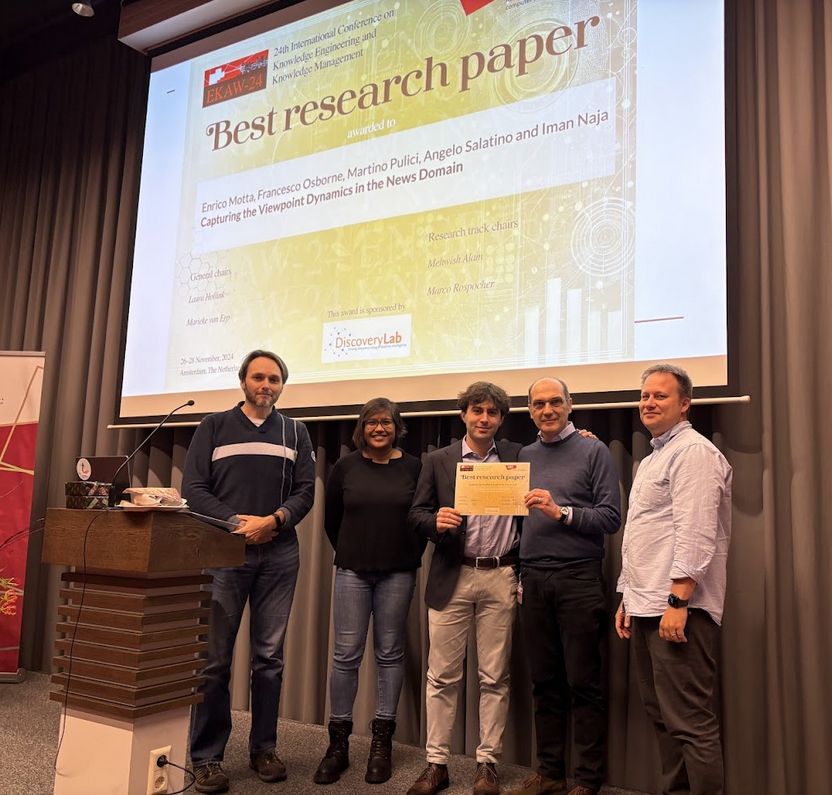 24th International Conference on
Knowledge Engineering and
Knowledge Management
EKAW-24
Best research paper
awarded to
Enrico Motta, Francesco Osborne, Martino Pulici, Angelo Salatino and Iman Naja
Capturing the Viewpoint Dynamics in the News Domain
General chairs
Laura Hollink
Marieke van Erp
Research track chairs
Mehwish Alam
Marco Rospocher
This award is sponsored by
DiscoveryLab
26-28 November, 2024
Amsterdam, The Netherl
Best research paper